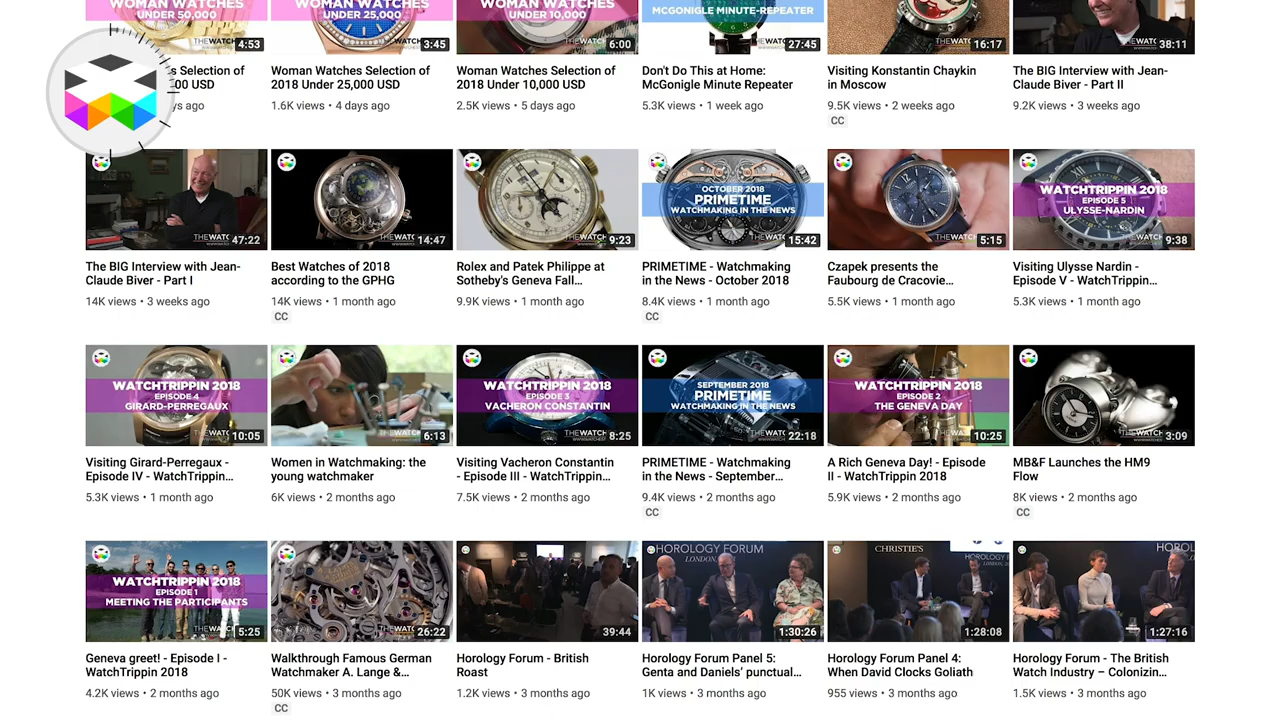 WOMAN WATCHES
UNDER 50,000
4:53
WOMAN WATCHES
UNDER 25,000
3:45
WOMAN WATCHES
UNDER 10,000
6:00
MCGONIGLE MINUTE-REPEATER
27:45
16:17
38:11
s Selection of
00 USD
ys ago
Woman Watches Selection of
2018 Under 25,000 USD
1.6K views • 4 days ago
Woman Watches Selection of
2018 Under 10,000 USD
2.5K views • 5 days ago
Don't Do This at Home:
McGonigle Minute Repeater
5.3K views • 1 week ago
Visiting Konstantin Chaykin
in Moscow
9.5K views • 2 weeks ago
CC
The BIG Interview with Jean-
Claude Biver - Part II
9.2K views • 3 weeks ago
THEWATC
47:22
THEWATC
14:47
THEWATCH
9:23
OCTOBER 2018
PRIMETIME
WATCHMAKING IN THE NEWS
THEWATC
15:42
THEWATCH
5:15
WATCHTRIPPIN 2018
EPISODE 5
ULYSSE-NARDIN
THEWATCH
9:38
The BIG Interview with Jean-
Claude Biver - Part I
14K views • 3 weeks ago
Best Watches of 2018
according to the GPHG
14K views • 1 month ago
CC
Rolex and Patek Philippe at
Sotheby's Geneva Fall...
9.9K views • 1 month ago
PRIMETIME - Watchmaking
in the News - October 2018
8.4K views • 1 month ago
CC
Czapek presents the
Faubourg de Cracovie...
5.5K views • 1 month ago
Visiting Ulysse Nardin -
Episode V - WatchTrippin...
5.3K views • 1 month ago
WATCHTRIPPIN 2018
EPISODE 4
GIRARD-PERREGAUX
THEWATC
10:05
THEWATCH
6:13
WATCHTRIPPIN 2018
EPISODE 3
VACHERON CONSTANTIN
THEWATCH
8:25
SEPTEMBER 2018
PRIMETIME
WATCHMAKING IN THE NEWS
THEWATC
22:18
WATCHTRIPPIN 2018
EPISODE 2
THE GENEVA DAY
THEWATC
10:25
THEWATCH
3:09
Visiting Girard-Perregaux -
Episode IV - WatchTrippin...
5.3K views • 1 month ago
Women in Watchmaking: the
young watchmaker
6K views • 2 months ago
Visiting Vacheron Constantin
- Episode III - WatchTrippin...
7.5K views • 2 months ago
PRIMETIME - Watchmaking
in the News - September...
9.4K views • 2 months ago
CC
A Rich Geneva Day! - Episode
II - WatchTrippin 2018
5.9K views • 2 months ago
MB&F Launches the HM9
Flow
8K views • 2 months ago
CC
WATCHTRIPPIN 2018
EPISODE 1
MEETING THE PARTICIPANTS
THEWATCH
5:25
THEWATC
26:22
39:44
HOROLOGY FORUM
LONDON
1:30:26
CHRISTIE'S
1:28:08
1:27:16
Geneva greet! - Episode I -
WatchTrippin 2018
4.2K views • 2 months ago
Walkthrough Famous German
Watchmaker A. Lange &...
50K views • 3 months ago
CC
Horology Forum - British
Roast
1.2K views • 3 months ago
Horology Forum Panel 5:
Genta and Daniels' punctual...
1K views • 3 months ago
Horology Forum Panel 4:
When David Clocks Goliath
955 views • 3 months ago
Horology Forum - The British
Watch Industry – Colonizin...
1.5K views • 3 months ago